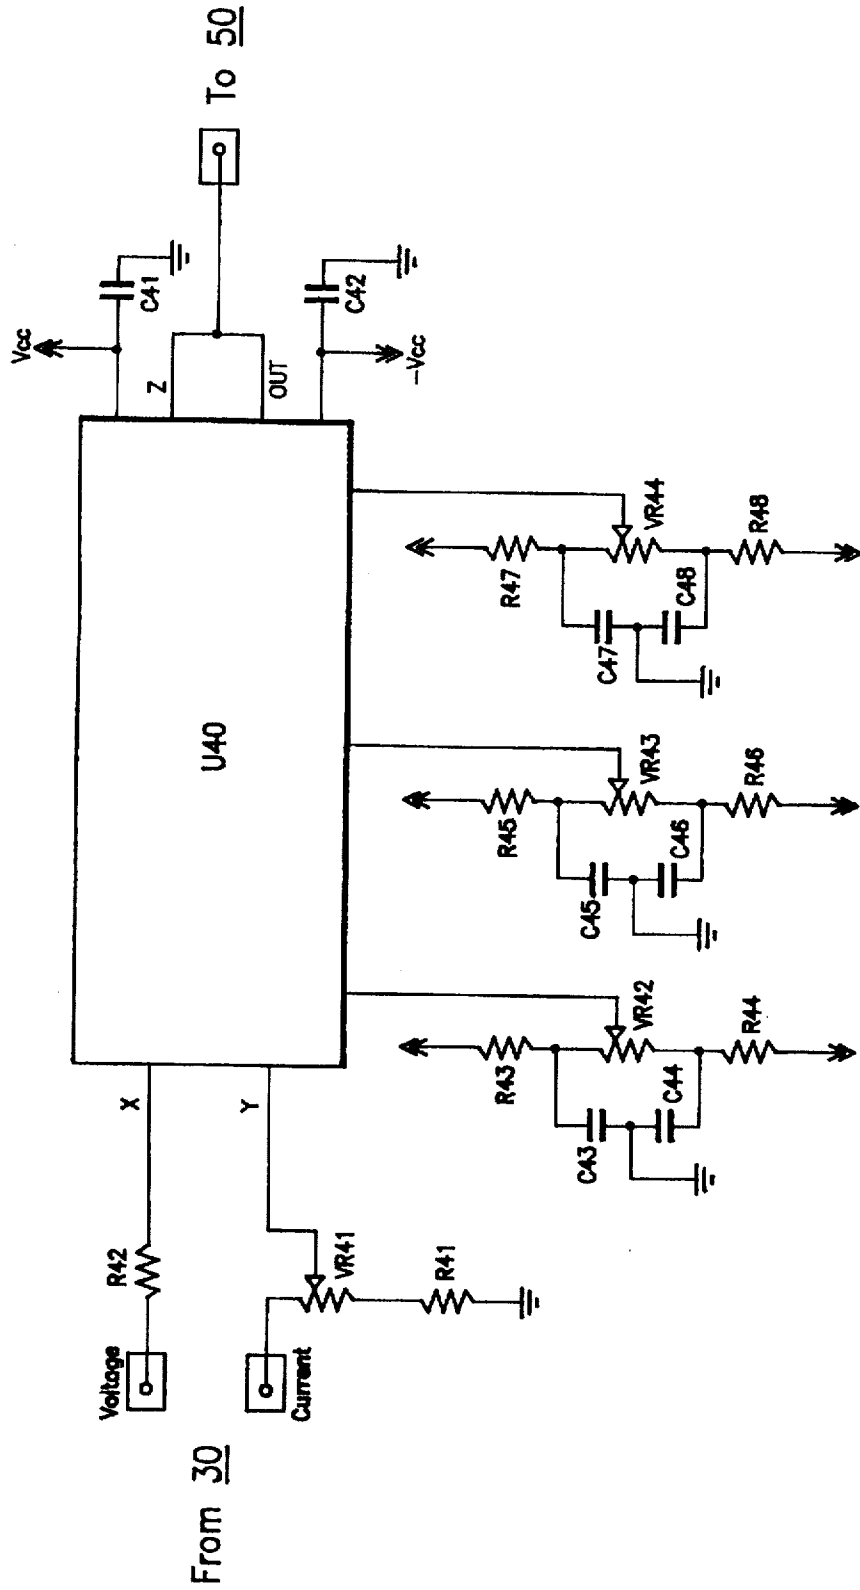 From 30
Voltage
Current
R42
VR41
R41
X
Y
U40
Vcc
Z
OUT
-Vcc
C41
C42
To 50
R43
C43
C44
VR42
R44
R45
C45
C46
VR43
R46
R47
C47
C48
VR44
R48